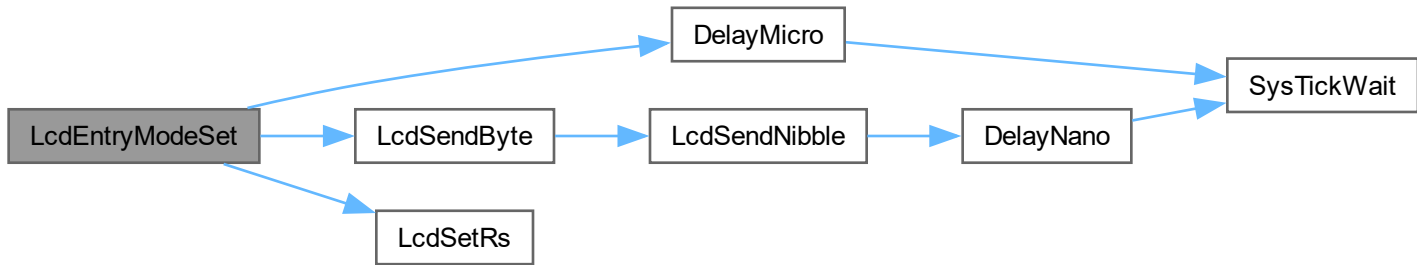 LcdEntryModeSet
DelayMicro
LcdSendByte
LcdSetRs
LcdSendNibble
DelayNano
SysTickWait